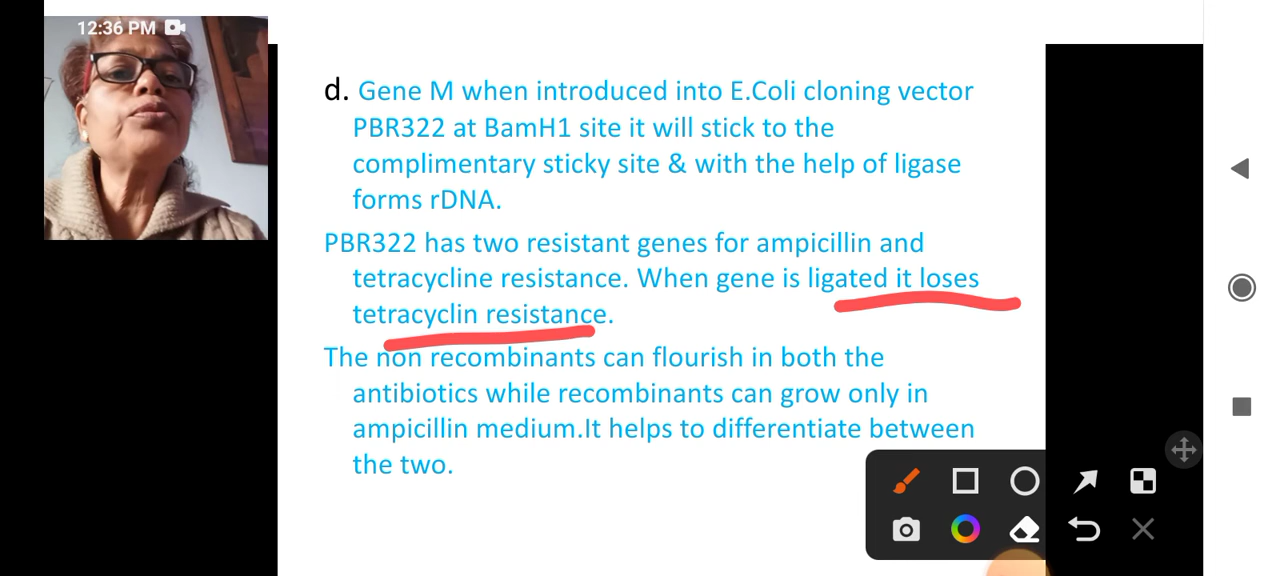 12:36 PM
d. Gene M when introduced into E.Coli cloning vector
PBR322 at BamH1 site it will stick to the
complimentary sticky site & with the help of ligase
forms rDNA.
PBR322 has two resistant genes for ampicillin and
tetracycline resistance. When gene is ligated it loses
tetracyclin resistance.
The non recombinants can flourish in both the
antibiotics while recombinants can grow only in
ampicillin medium.It helps to differentiate between
the two.